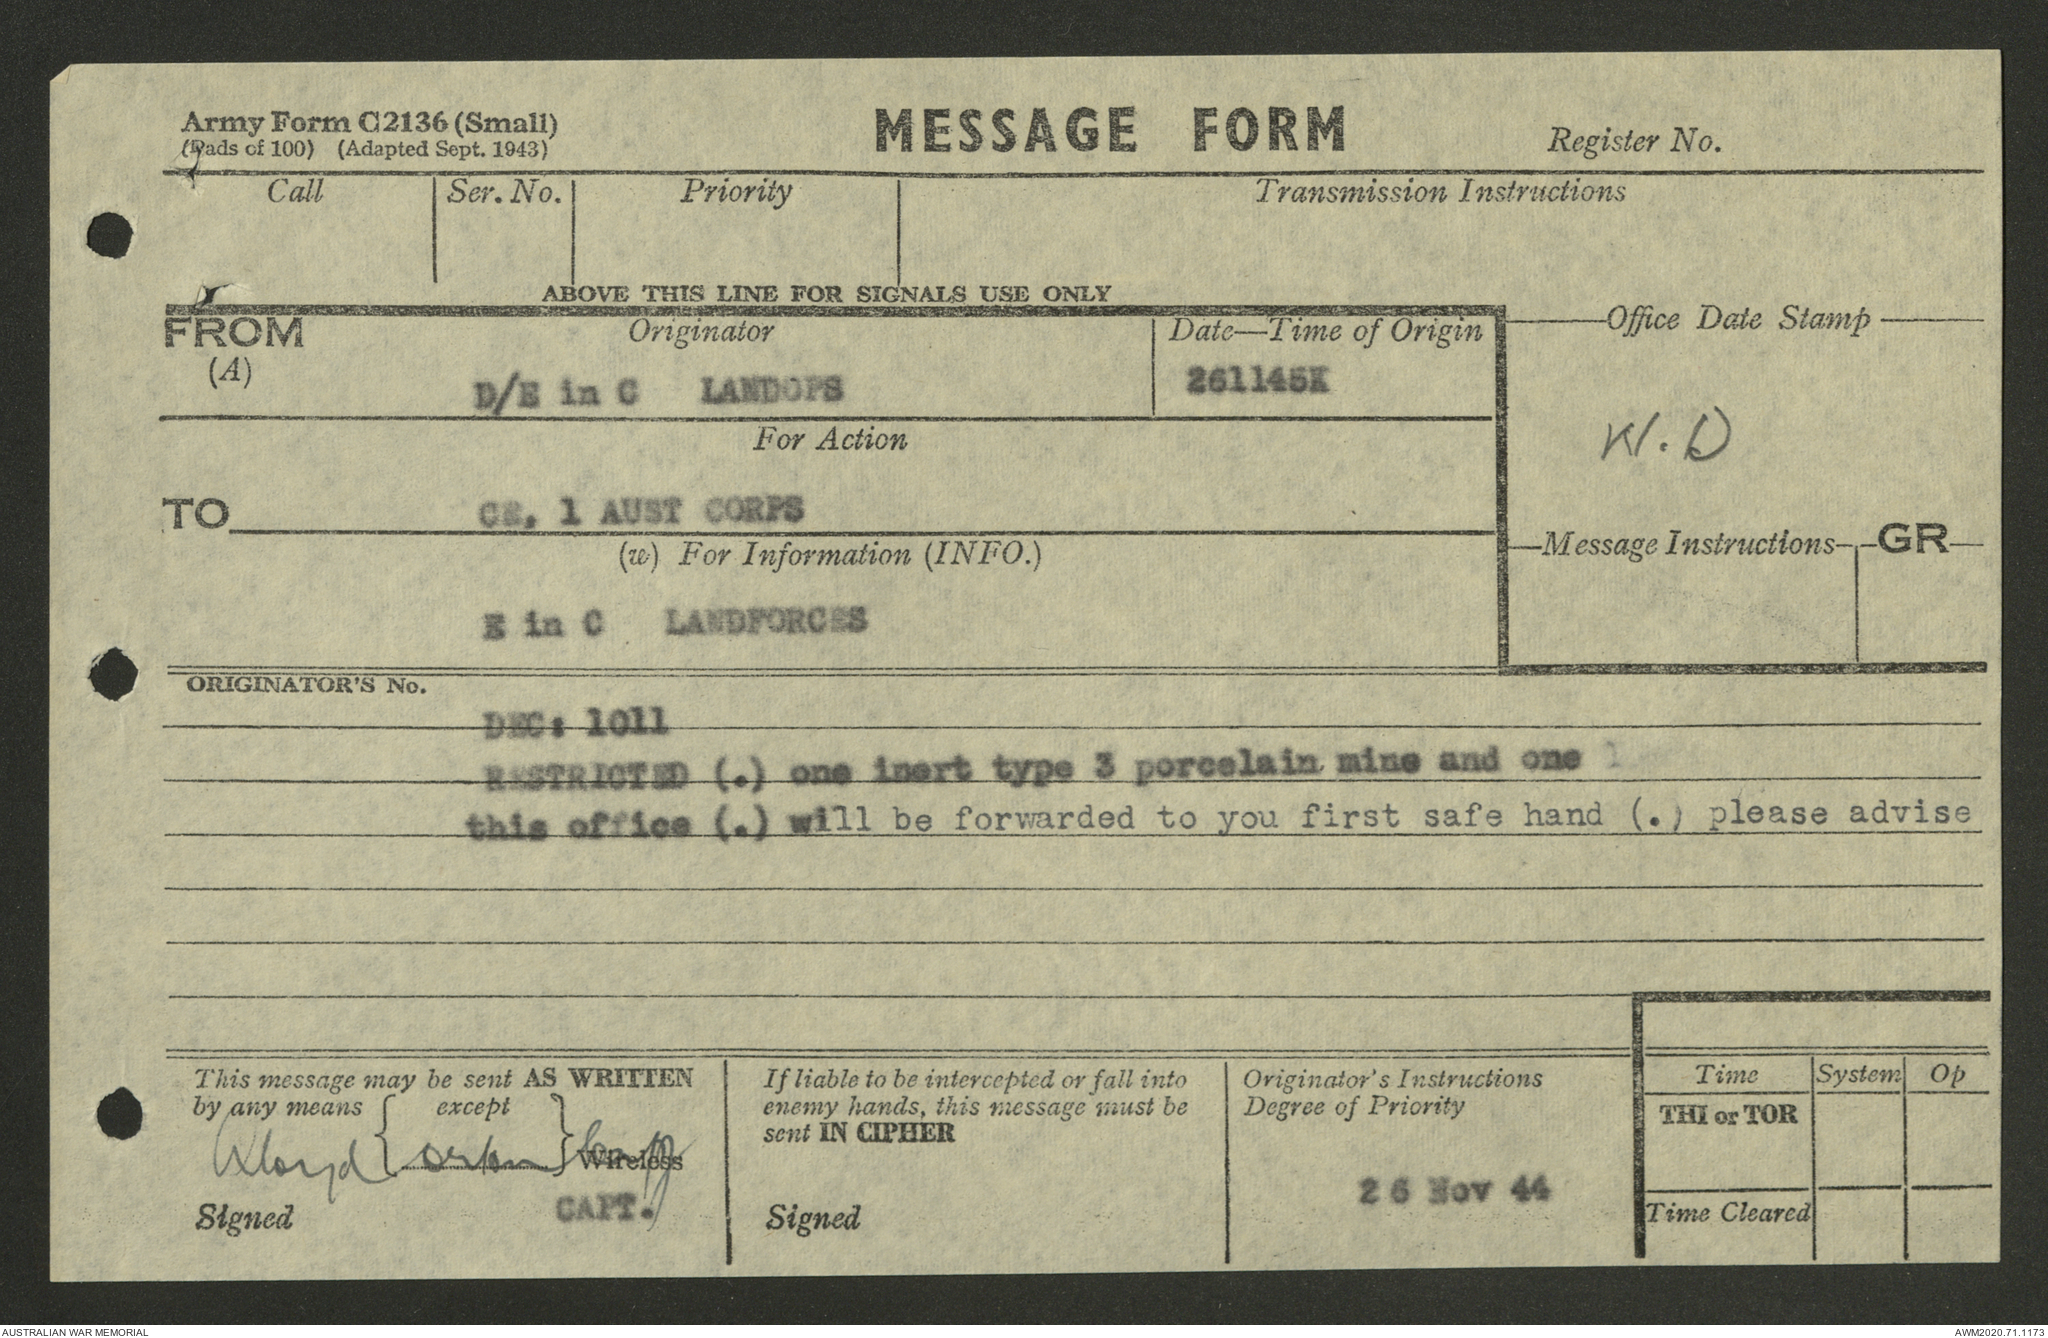 Army Form C2136 (Small)
(Pads of 100) (Adapted Sept. 1943)
MESSAGE FORM
Register No.
Call
Ser. No.
Priority
Transmission Instructions
ABOVE THIS LINE FOR SIGNALS USE ONLY
FROM
(A)
Originator
D/E in C LANDOPS
Date—Time of Origin
261145K
Office Date Stamp
W.D
For Action
TO
CE, 1 AUST CORPS
(w) For Information (INFO.)
E in C LANDFORCES
Message Instructions
GR
ORIGINATOR'S No.
DEC: 1011
RESTRICTED (.) one inert type 3 porcelain mine and one
this office (.) will be forwarded to you first safe hand (.) please advise
This message may be sent AS WRITTEN
by any means { except }
Wireless
Signed
CAPT.
If liable to be intercepted or fall into
enemy hands, this message must be
sent IN CIPHER
Signed
Originator's Instructions
Degree of Priority
26 Nov 44
Time
System
Op
THI or TOR
Time Cleared
AUSTRALIAN WAR MEMORIAL
AWM2020.71.1173